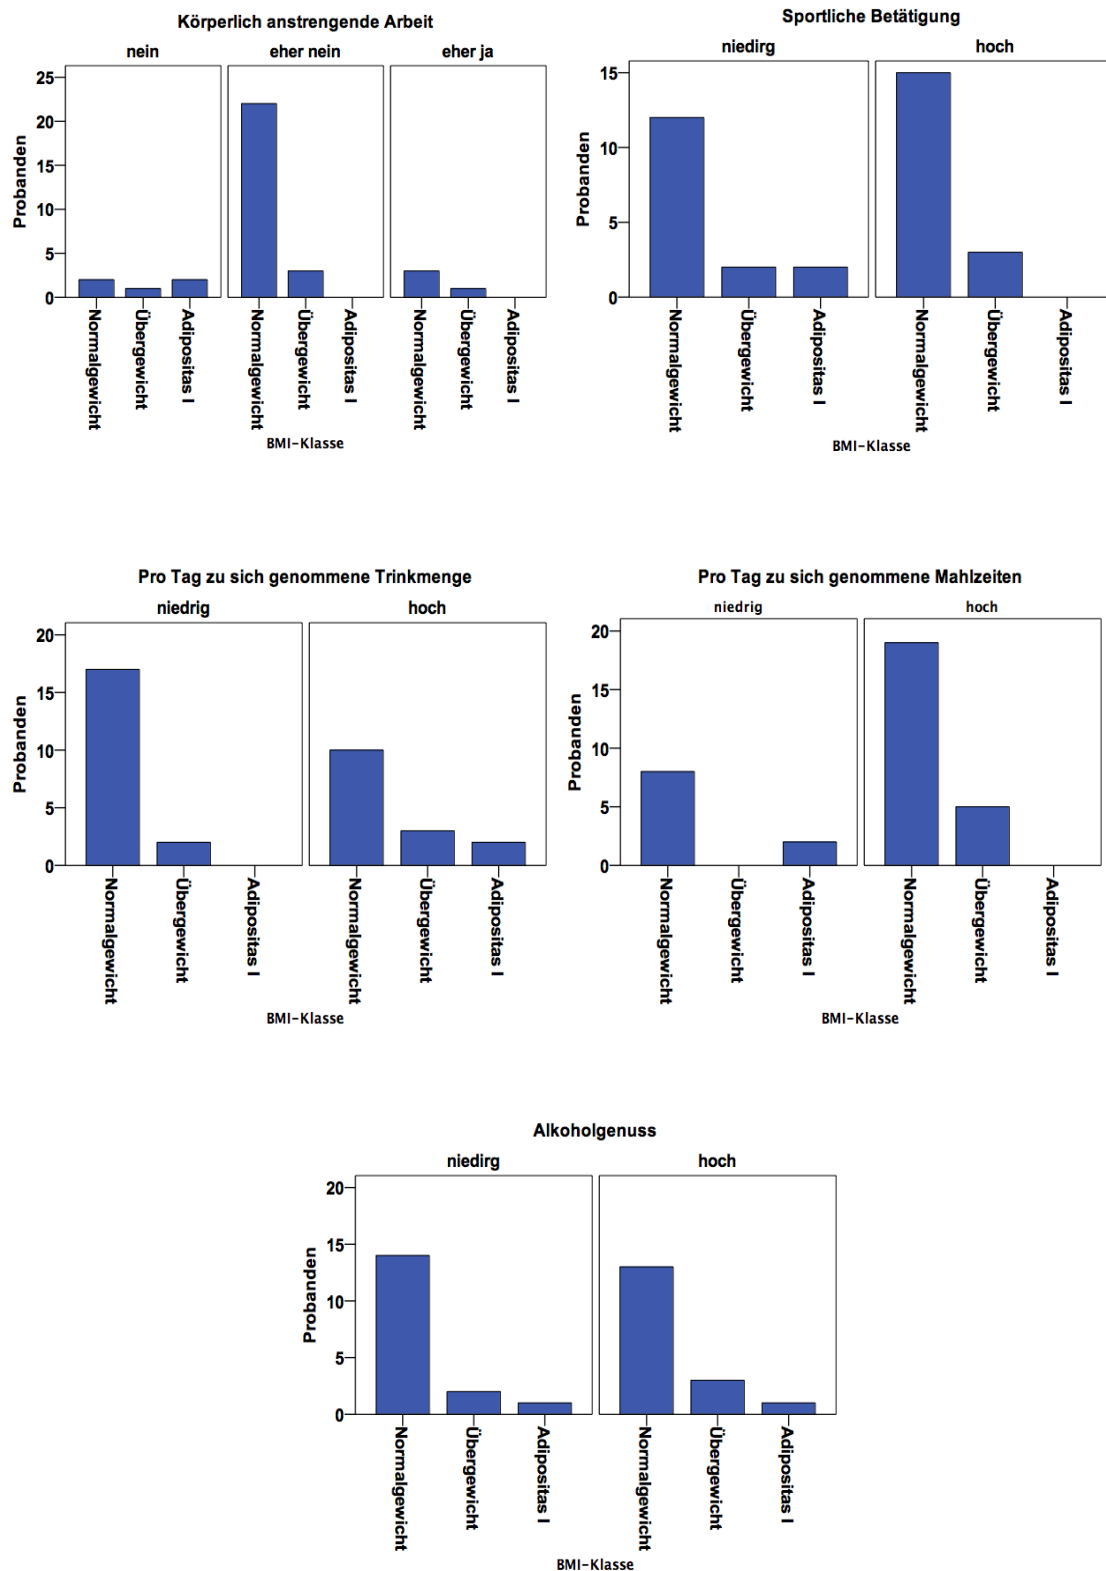 Körperlich anstrengende Arbeit
nein eher nein eher ja
Probanden
25
20
15
10
5
0
Normalgewicht Übergewicht Adipositas I Normalgewicht Übergewicht Adipositas I Normalgewicht Übergewicht Adipositas I
BMI-Klasse
Sportliche Betätigung
niedirg hoch
Probanden
15
10
5
0
Normalgewicht Übergewicht Adipositas I Normalgewicht Übergewicht Adipositas I
BMI-Klasse
Pro Tag zu sich genommene Trinkmenge
niedrig hoch
Probanden
20
15
10
5
0
Normalgewicht Übergewicht Adipositas I Normalgewicht Übergewicht Adipositas I
BMI-Klasse
Pro Tag zu sich genommene Mahlzeiten
niedrig hoch
Probanden
20
15
10
5
0
Normalgewicht Übergewicht Adipositas I Normalgewicht Übergewicht Adipositas I
BMI-Klasse
Alkoholgenuss
niedirg hoch
Probanden
20
15
10
5
0
Normalgewicht Übergewicht Adipositas I Normalgewicht Übergewicht Adipositas I
BMI-Klasse